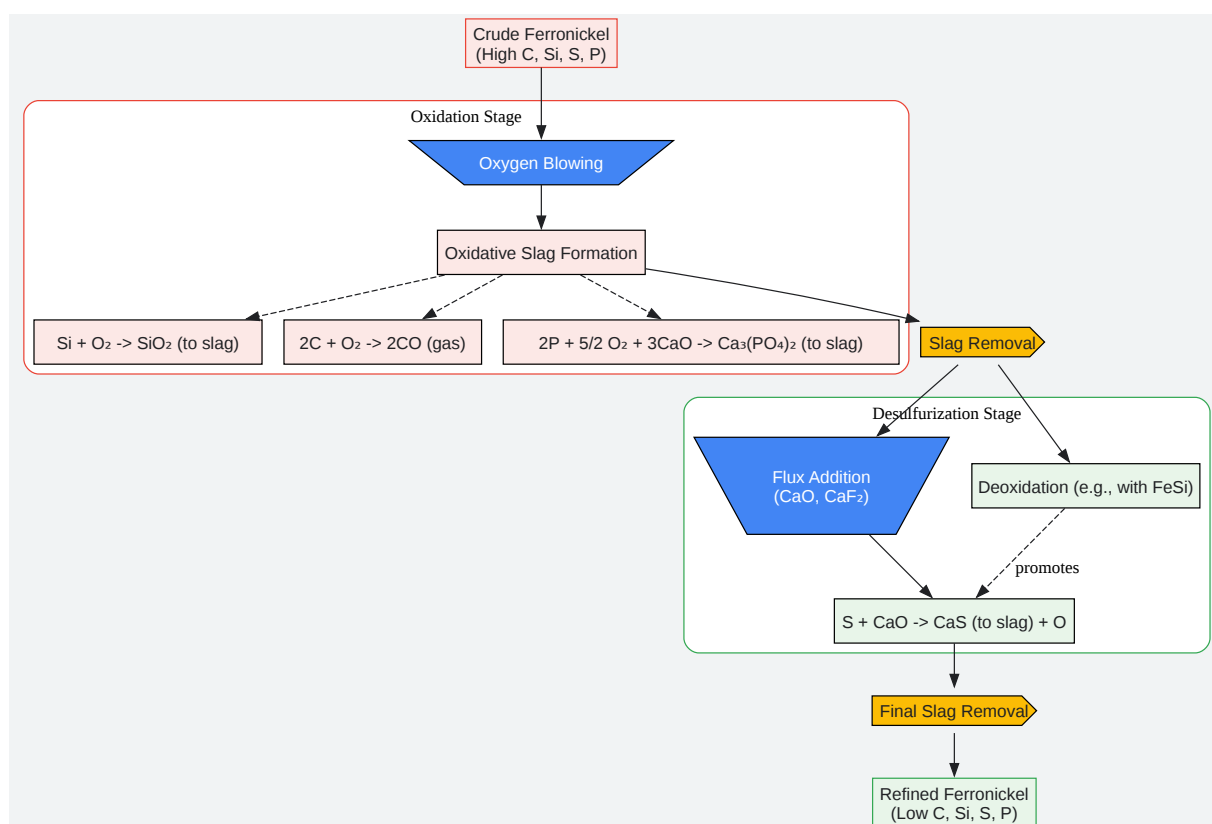 Crude Ferronickel
(High C, Si, S, P)
Oxidation Stage
Oxygen Blowing
Oxidative Slag Formation
Si + O₂ -> SiO₂ (to slag)
2C + O₂ -> 2CO (gas)
2P + 5/2 O₂ + 3CaO -> Ca₃(PO₄)₂ (to slag)
Slag Removal
Desulfurization Stage
Flux Addition
(CaO, CaF₂)
Deoxidation (e.g., with FeSi)
promotes
S + CaO -> CaS (to slag) + O
Final Slag Removal
Refined Ferronickel
(Low C, Si, S, P)